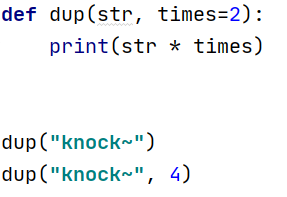 def dup(str, times=2):
    print(str * times)
dup("knock~")
dup("knock~", 4)